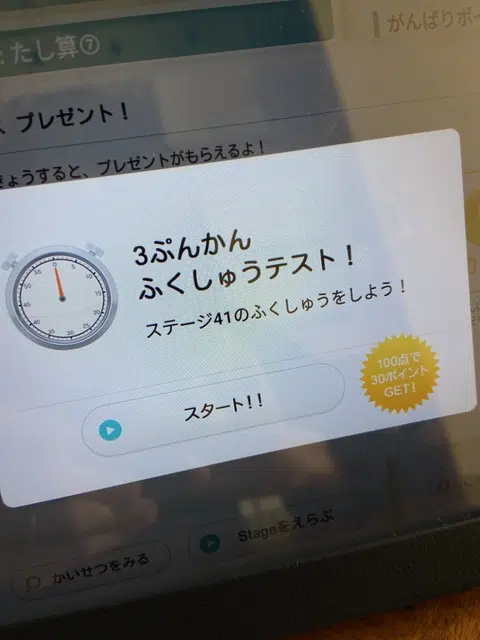 たし算⑦
がんばりボー
プレゼント！
きょうすると、プレゼントがもらえるよ！
3ぷんかん
ふくしゅうテスト！
ステージ41のふくしゅうをしよう！
100点で
30ポイント
GET！
スタート！！
Stageをえらぶ
かいせつをみる